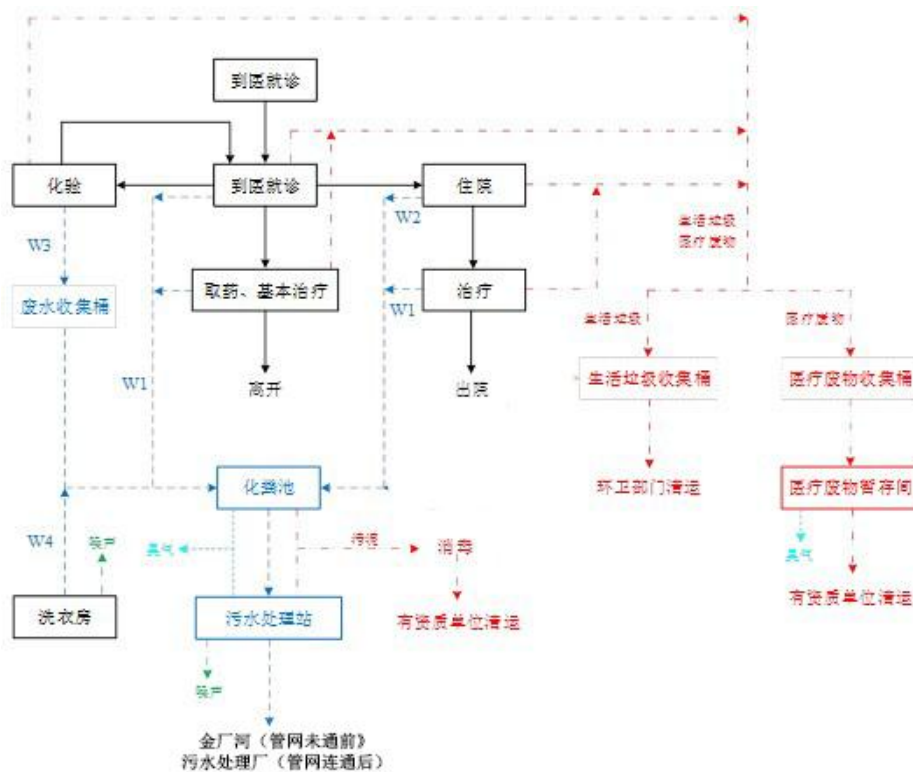 到医就诊
化验
到医就诊
住院
W3
W2
生活垃圾
医疗废物
废水收集桶
取药、基本治疗
治疗
W1
W1
生活垃圾
医疗废物
离开
出院
生活垃圾收集桶
医疗废物收集桶
化粪池
环卫部门清运
医疗废物暂存间
W4
噪声
臭气
污泥
消毒
臭气
洗衣房
污水处理站
有资质单位清运
有资质单位清运
噪声
金厂河（管网未通前》
污水处理厂（管网连通后）